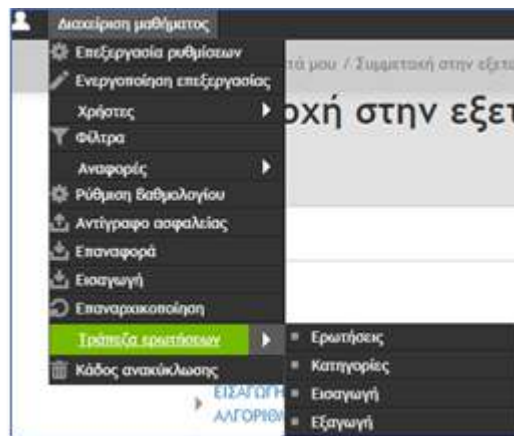 Διαχείριση μαθήματος
Επεξεργασία ρυθμίσεων
τά μου / Συμμετοχή στην εξετ
Ενεργοποίηση επεξεργασίας
Χρήστες
οχή στην εξετ
Φίλτρα
Αναφορές
Ρύθμιση Βαθμολογίου
Αντίγραφο ασφαλείας
Επαναφορά
Εισαγωγή
Επαναρχικοποίηση
Τράπεζα ερωτήσεων
Ερωτήσεις
Κάδος ανακύκλωσης
Κατηγορίες
ΕΙΣΑΓΩΓΗ
Εισαγωγή
ΑΛΓΟΡΙΘ
Εξαγωγή